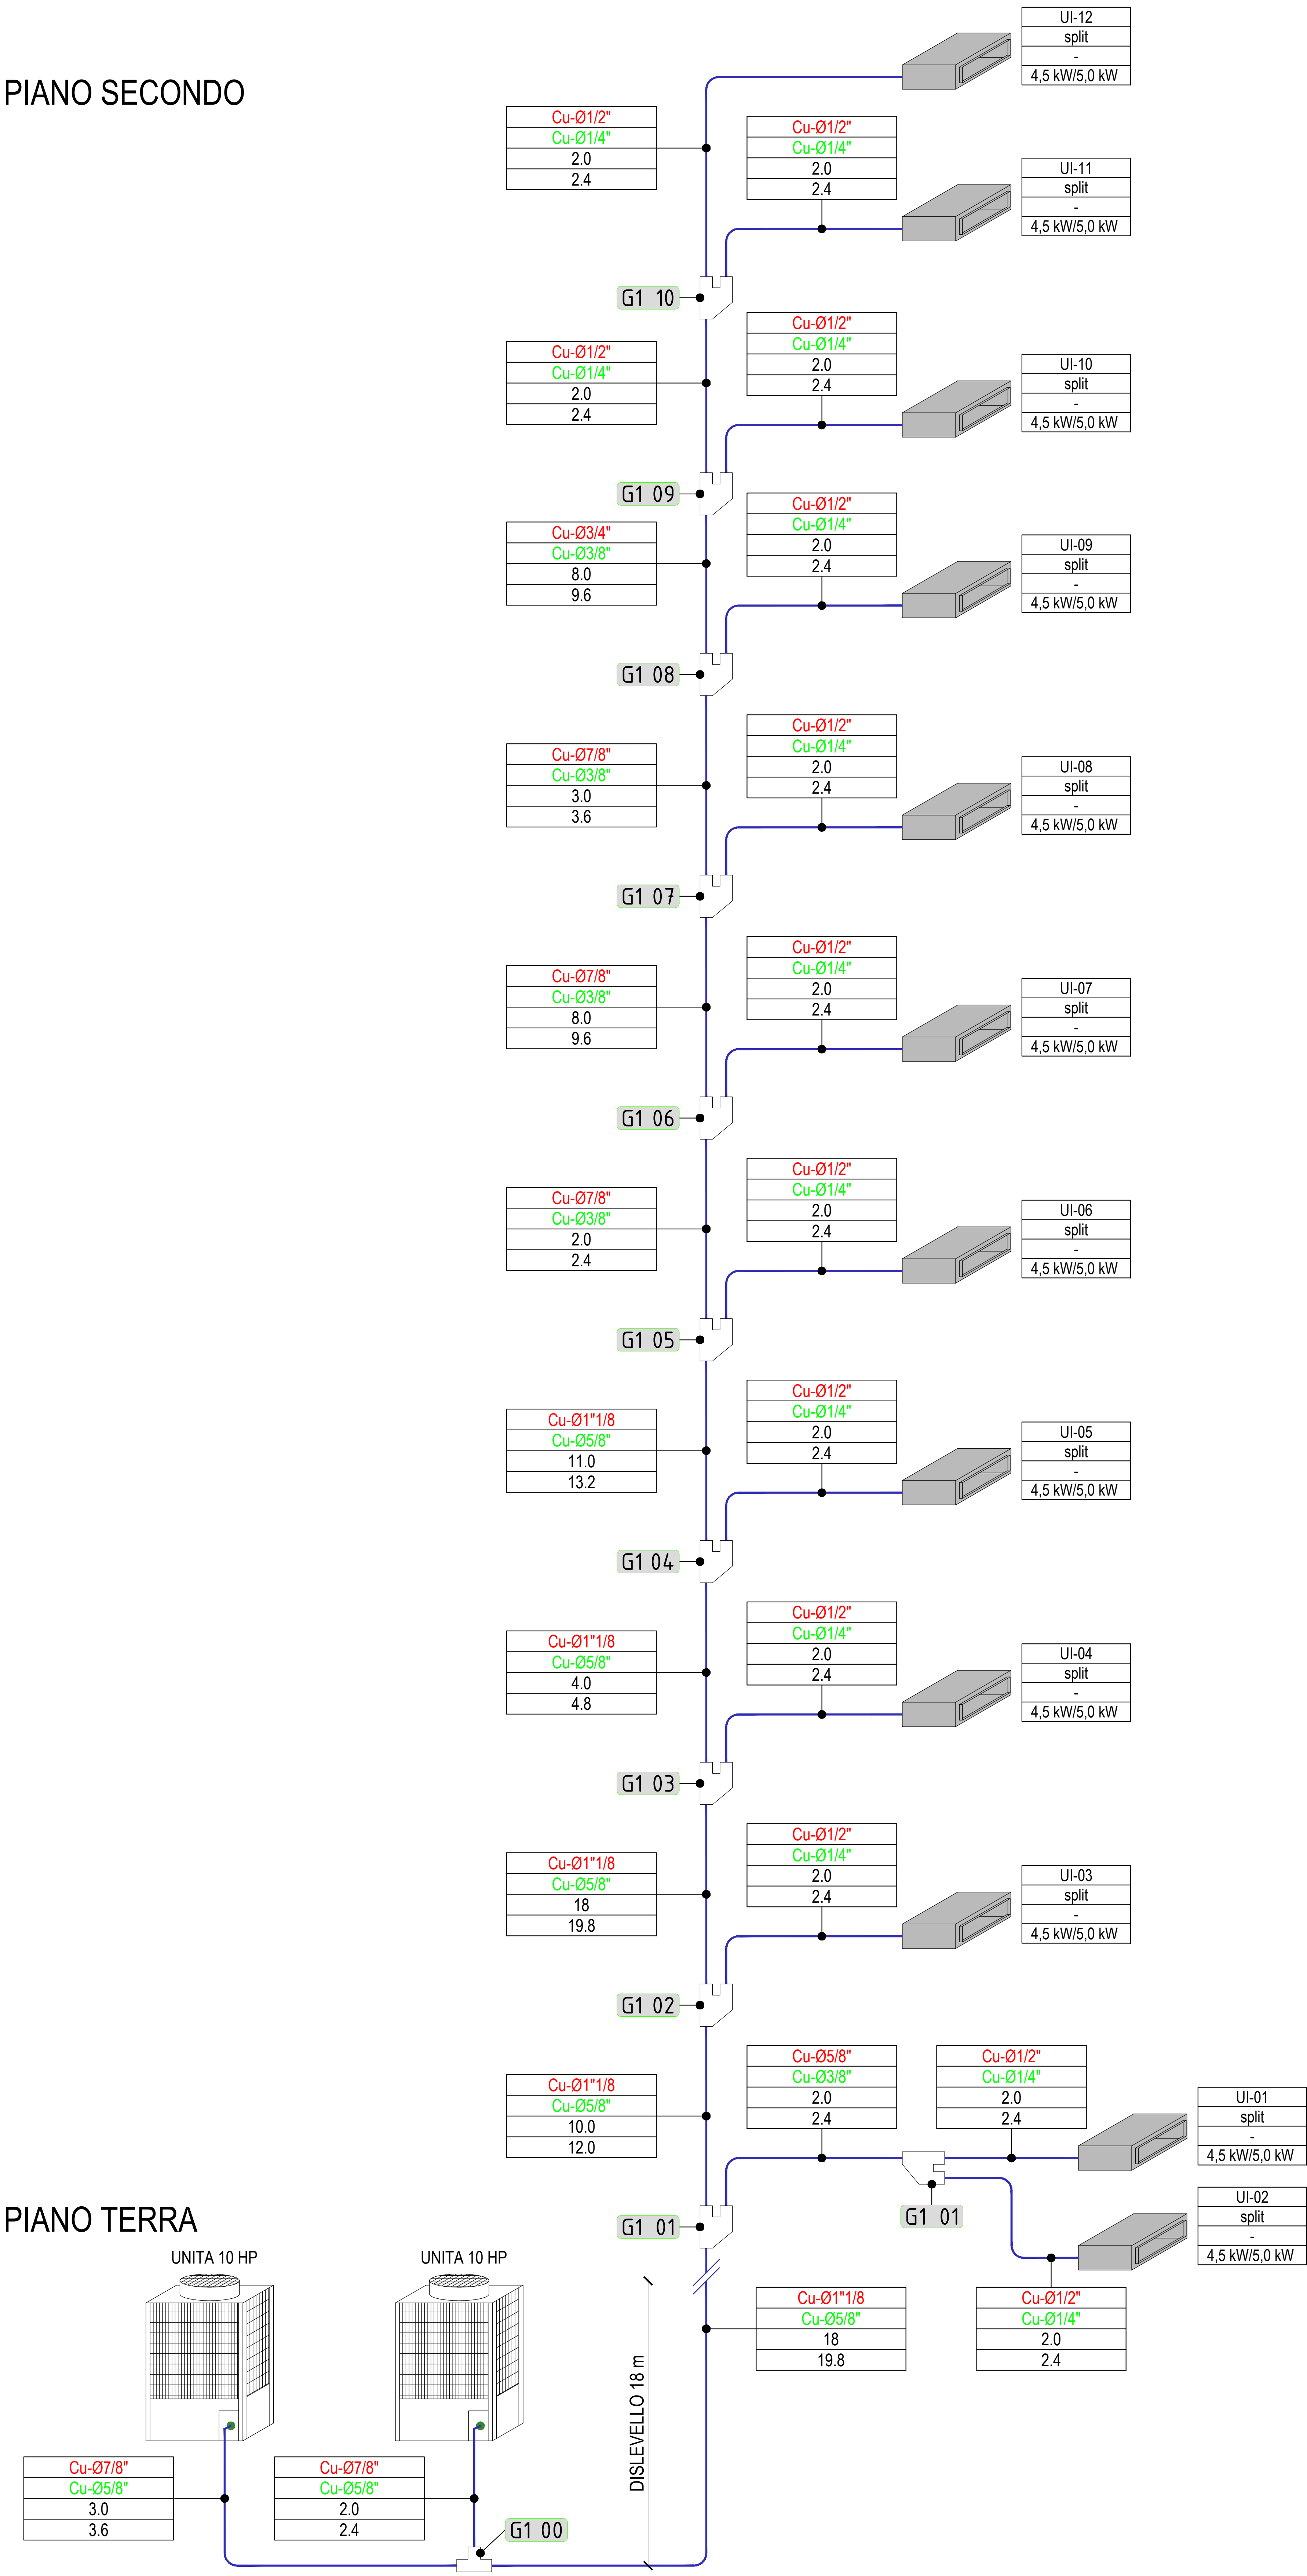 UI-12
split
-
4,5 kW/5,0 kW
PIANO SECONDO
Cu-Ø1/2"
Cu-Ø1/4"
2.0
2.4
Cu-Ø1/2"
Cu-Ø1/4"
2.0
2.4
UI-11
split
-
4,5 kW/5,0 kW
G1 10
Cu-Ø1/2"
Cu-Ø1/4"
2.0
2.4
Cu-Ø1/2"
Cu-Ø1/4"
2.0
2.4
UI-10
split
-
4,5 kW/5,0 kW
G1 09
Cu-Ø3/4"
Cu-Ø3/8"
8.0
9.6
Cu-Ø1/2"
Cu-Ø1/4"
2.0
2.4
UI-09
split
-
4,5 kW/5,0 kW
G1 08
Cu-Ø7/8"
Cu-Ø3/8"
3.0
3.6
Cu-Ø1/2"
Cu-Ø1/4"
2.0
2.4
UI-08
split
-
4,5 kW/5,0 kW
G1 07
Cu-Ø7/8"
Cu-Ø3/8"
8.0
9.6
Cu-Ø1/2"
Cu-Ø1/4"
2.0
2.4
UI-07
split
-
4,5 kW/5,0 kW
G1 06
Cu-Ø7/8"
Cu-Ø3/8"
2.0
2.4
Cu-Ø1/2"
Cu-Ø1/4"
2.0
2.4
UI-06
split
-
4,5 kW/5,0 kW
G1 05
Cu-Ø1"1/8
Cu-Ø5/8"
11.0
13.2
Cu-Ø1/2"
Cu-Ø1/4"
2.0
2.4
UI-05
split
-
4,5 kW/5,0 kW
G1 04
Cu-Ø1"1/8
Cu-Ø5/8"
4.0
4.8
Cu-Ø1/2"
Cu-Ø1/4"
2.0
2.4
UI-04
split
-
4,5 kW/5,0 kW
G1 03
Cu-Ø1"1/8
Cu-Ø5/8"
18
19.8
Cu-Ø1/2"
Cu-Ø1/4"
2.0
2.4
UI-03
split
-
4,5 kW/5,0 kW
G1 02
Cu-Ø1"1/8
Cu-Ø5/8"
10.0
12.0
Cu-Ø5/8"
Cu-Ø3/8"
2.0
2.4
Cu-Ø1/2"
Cu-Ø1/4"
2.0
2.4
UI-01
split
-
4,5 kW/5,0 kW
PIANO TERRA
G1 01
G1 01
UI-02
split
-
4,5 kW/5,0 kW
UNITA 10 HP
UNITA 10 HP
Cu-Ø1"1/8
Cu-Ø5/8"
18
19.8
Cu-Ø1/2"
Cu-Ø1/4"
2.0
2.4
DISLEVELLO 18 m
Cu-Ø7/8"
Cu-Ø5/8"
3.0
3.6
Cu-Ø7/8"
Cu-Ø5/8"
2.0
2.4
G1 00